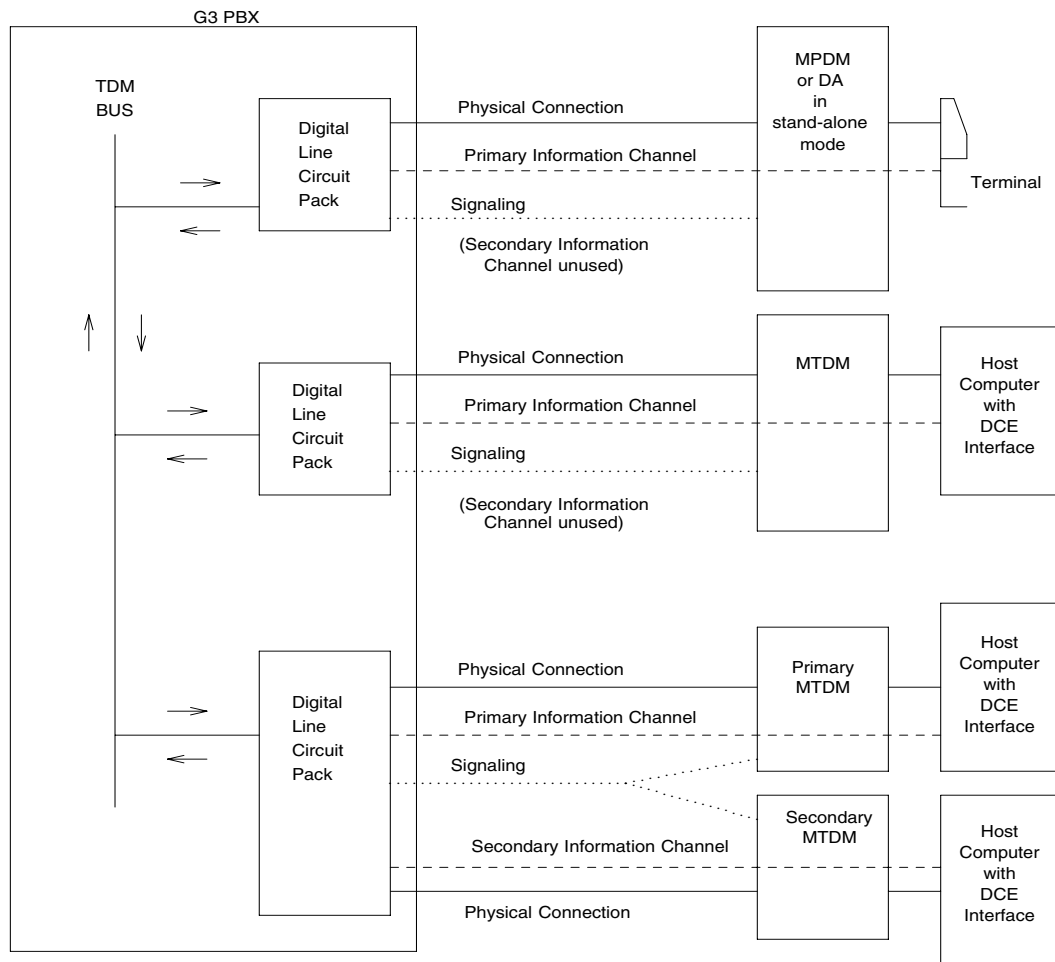 G3 PBX
TDM
BUS
Digital
Line
Circuit
Pack
Physical Connection
Primary Information Channel
Signaling
(Secondary Information
Channel unused)
MPDM
or DA
in
stand-alone
mode
Terminal
Digital
Line
Circuit
Pack
Physical Connection
Primary Information Channel
Signaling
(Secondary Information
Channel unused)
MTDM
Host
Computer
with
DCE
Interface
Digital
Line
Circuit
Pack
Physical Connection
Primary Information Channel
Signaling
Secondary Information Channel
Physical Connection
Primary
MTDM
Host
Computer
with
DCE
Interface
Secondary
MTDM
Host
Computer
with
DCE
Interface